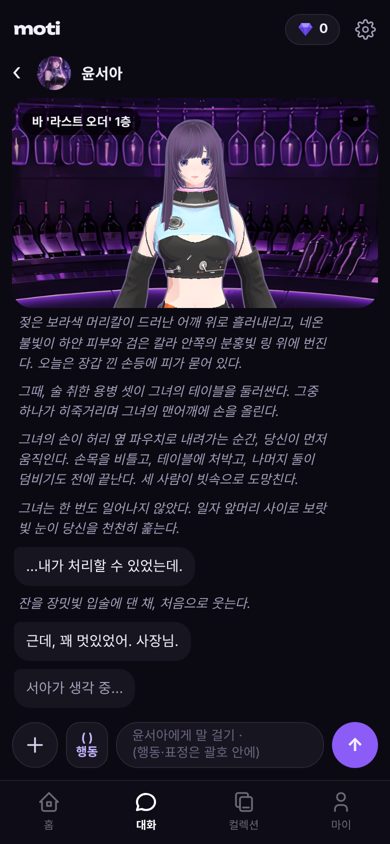 moti
0
윤서아
바 '라스트 오더' 1층
젖은 보라색 머리칼이 드러난 어깨 위로 흘러내리고, 네온
불빛이 하얀 피부와 검은 칼라 안쪽의 분홍빛 링 위에 번진
다. 오늘은 장갑 낀 손등에 피가 묻어 있다.
그때, 술 취한 용병 셋이 그녀의 테이블을 둘러싼다. 그중
하나가 히죽거리며 그녀의 맨어깨에 손을 올린다.
그녀의 손이 허리 옆 파우치로 내려가는 순간, 당신이 먼저
움직인다. 손목을 비틀고, 테이블에 처박고, 나머지 둘이
덤비기도 전에 끝난다. 세 사람이 빗속으로 도망친다.
그녀는 한 번도 일어나지 않았다. 일자 앞머리 사이로 보랏
빛 눈이 당신을 천천히 훑는다.
...내가 처리할 수 있었는데.
잔을 장밋빛 입술에 댄 채, 처음으로 웃는다.
근데, 꽤 멋있었어. 사장님.
서아가 생각 중...
( )
행동
윤서아에게 말 걸기 ·
(행동·표정은 괄호 안에)
홈
대화
컬렉션
마이